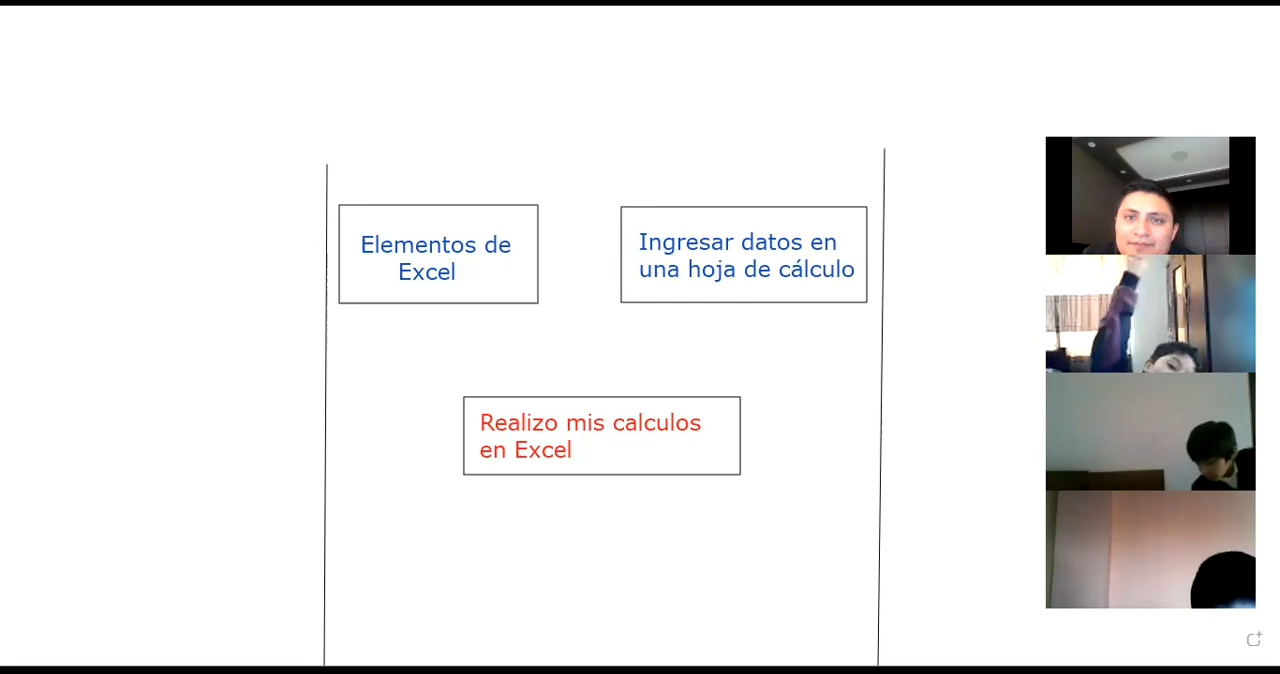 Elementos de
Excel
Ingresar datos en
una hoja de cálculo
Realizo mis calculos
en Excel